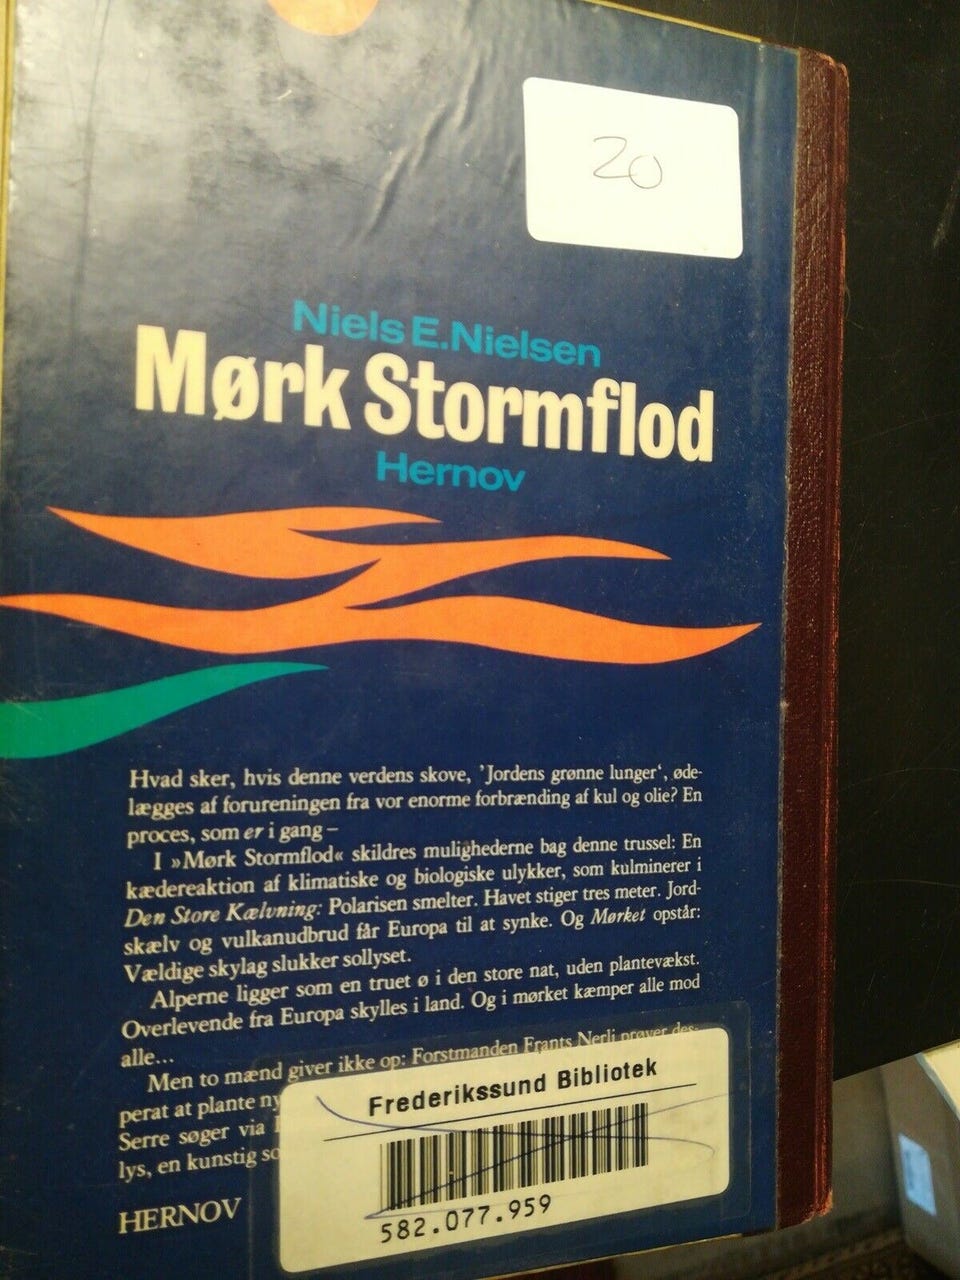 20
Niels E. Nielsen
Mørk Stormflod
Hernov
Hvad sker, hvis denne verdens skove, 'Jordens grønne lunger', øde-
lægges af forureningen fra vor enorme forbrænding af kul og olie? En
proces, som er i gang –
I »Mørk Stormflod« skildres mulighederne bag denne trussel: En
kædereaktion af klimatiske og biologiske ulykker, som kulminerer i
Den Store Kælvning: Polarisen smelter. Havet stiger tres meter. Jord-
skælv og vulkanudbrud får Europa til at synke. Og Mørket opstår:
Vældige skylag slukker sollyset.
Alperne ligger som en truet ø i den store nat, uden plantevækst.
Overlevende fra Europa skylles i land. Og i mørket kæmper alle mod
alle...
Men to mænd giver ikke op: Forstmanden Frants Nerli prøver des-
perat at plante
Serre søger via
lys, en kunstig
HERNOV
Frederikssund Bibliotek
582.077.959